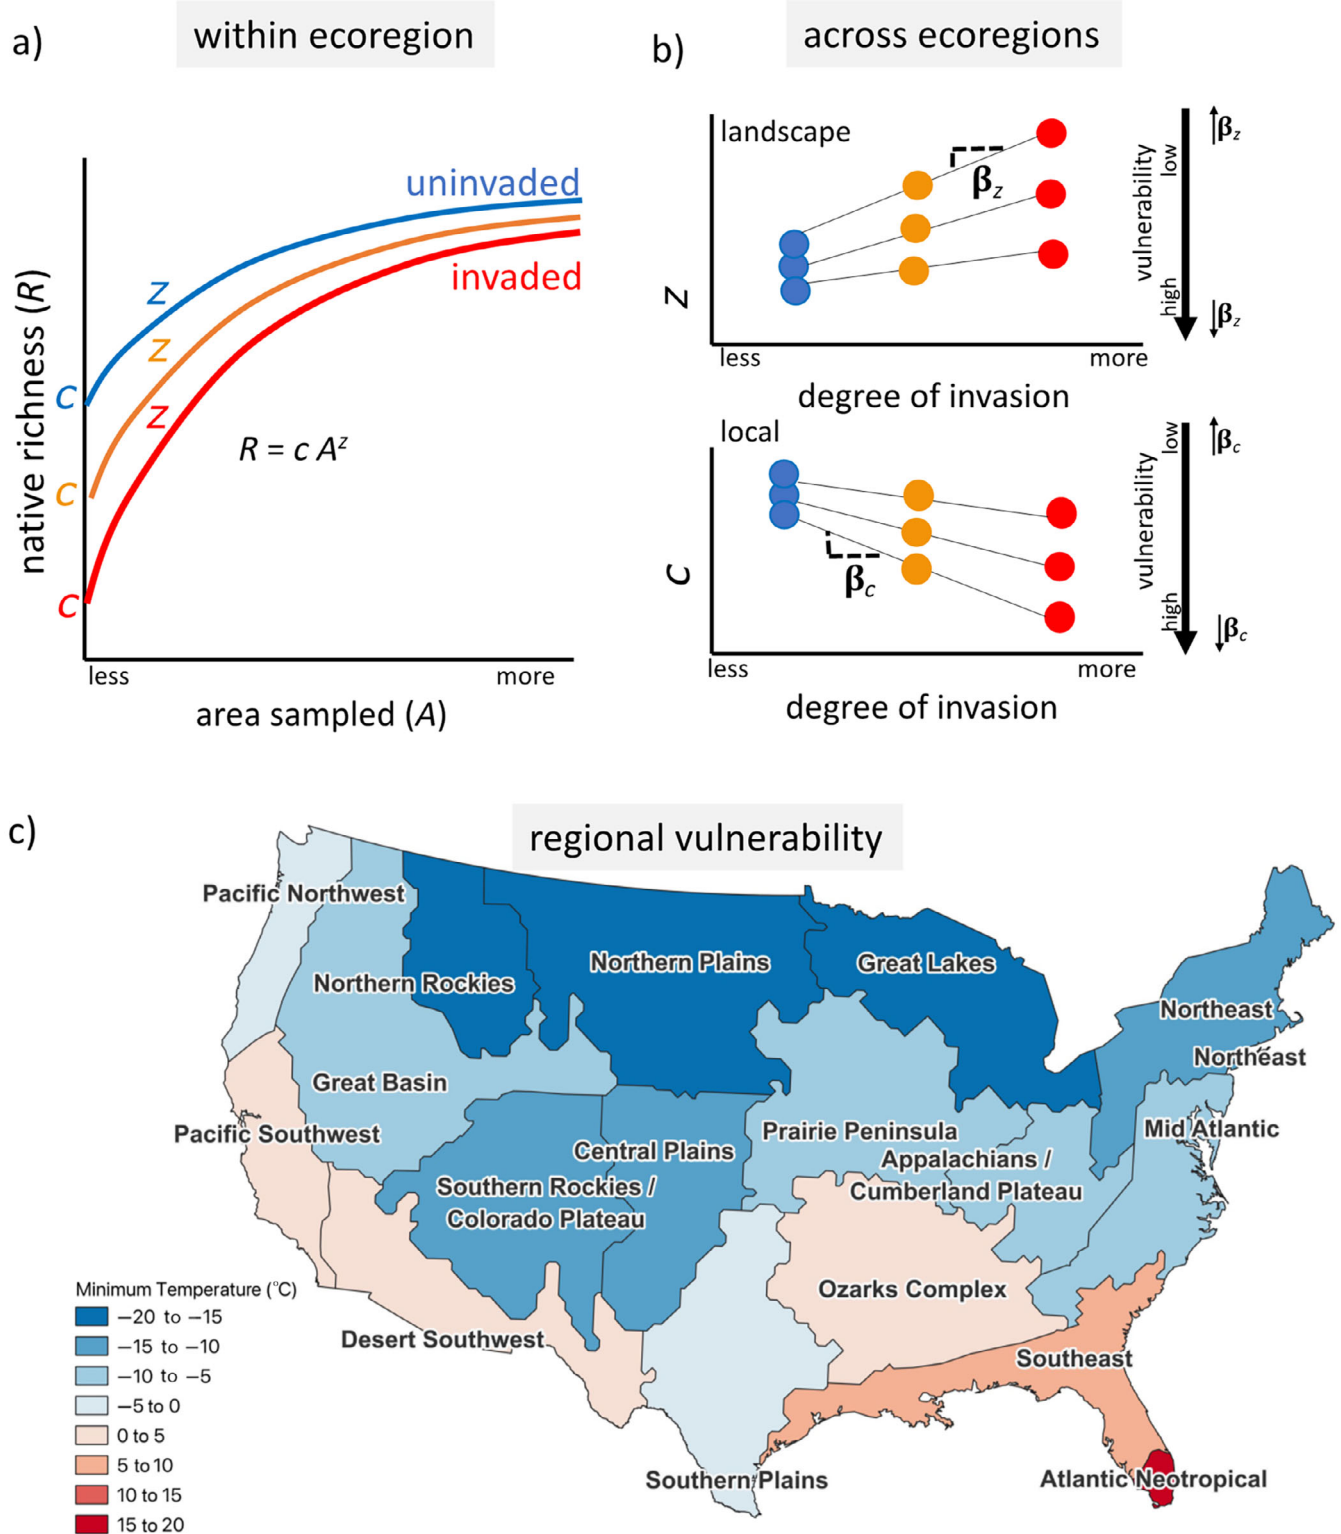 a)
within ecoregion
uninvaded
invaded
z
z
z
c
c
c
R = c A^z
native richness (R)
less
more
area sampled (A)
b)
across ecoregions
landscape
β_z
z
less
more
degree of invasion
vulnerability
low
high
↑β_z
↓β_z
local
β_c
c
less
more
degree of invasion
vulnerability
low
high
↑β_c
↓β_c
c)
regional vulnerability
Pacific Northwest
Northern Rockies
Northern Plains
Great Lakes
Northeast
Northeast
Great Basin
Pacific Southwest
Central Plains
Prairie Peninsula
Mid Atlantic
Appalachians /
Cumberland Plateau
Southern Rockies /
Colorado Plateau
Ozarks Complex
Desert Southwest
Southeast
Southern Plains
Atlantic Neotropical
Minimum Temperature (°C)
−20 to −15
−15 to −10
−10 to −5
−5 to 0
0 to 5
5 to 10
10 to 15
15 to 20